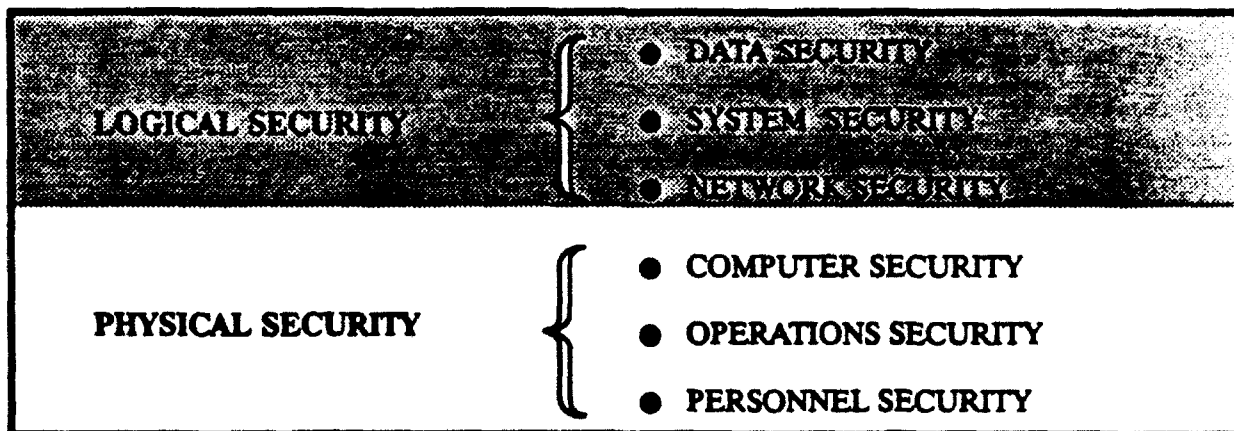 LOGICAL SECURITY
● DATA SECURITY
● SYSTEM SECURITY
● NETWORK SECURITY
PHYSICAL SECURITY
● COMPUTER SECURITY
● OPERATIONS SECURITY
● PERSONNEL SECURITY